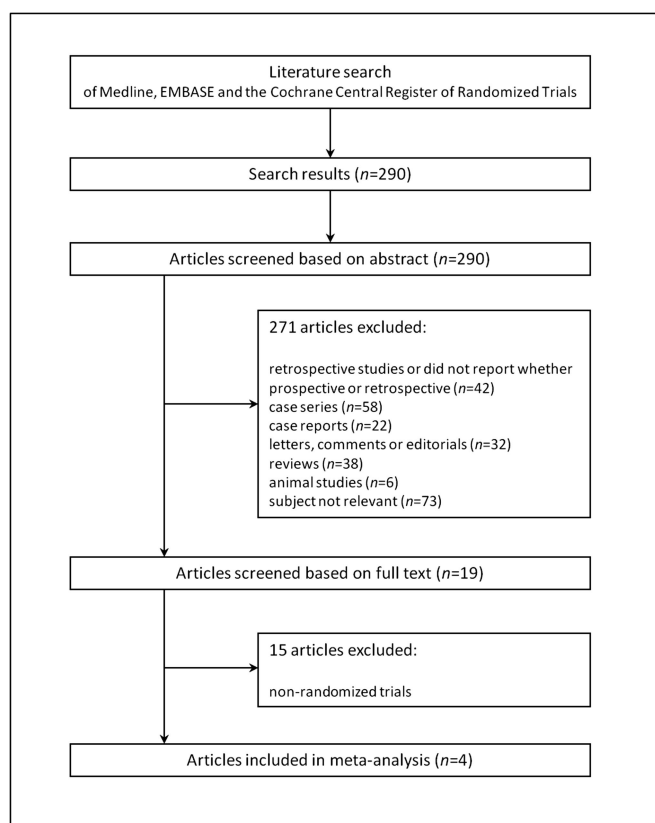 Literature search
of Medline, EMBASE and the Cochrane Central Register of Randomized Trials
Search results (n=290)
Articles screened based on abstract (n=290)
271 articles excluded:
retrospective studies or did not report whether
prospective or retrospective (n=42)
case series (n=58)
case reports (n=22)
letters, comments or editorials (n=32)
reviews (n=38)
animal studies (n=6)
subject not relevant (n=73)
Articles screened based on full text (n=19)
15 articles excluded:
non-randomized trials
Articles included in meta-analysis (n=4)